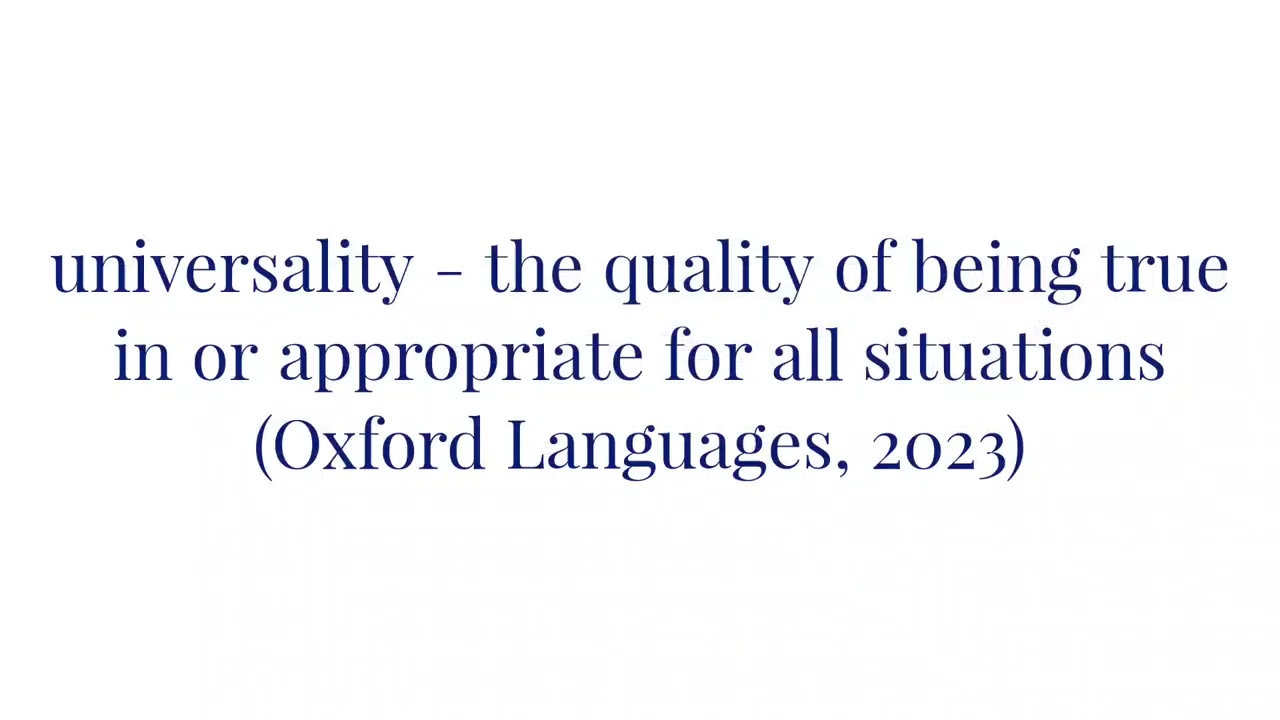 universality - the quality of being true
in or appropriate for all situations
(Oxford Languages, 2023)